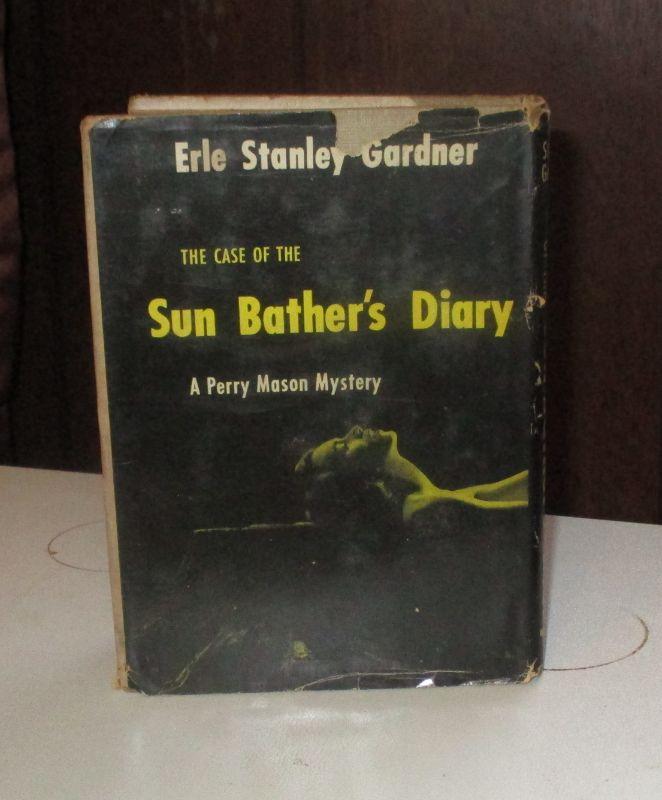 Erle Stanley Gardner
THE CASE OF THE
Sun Bather's Diary
A Perry Mason Mystery